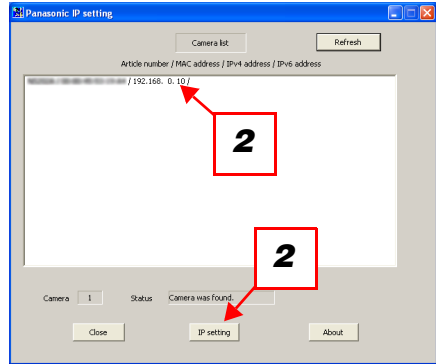 Panasonic IP setting
Camera list Refresh
Article number / MAC address / IPv4 address / IPv6 address
/ 192.168. 0. 10 /
2
2
Camera 1 Status Camera was found.
Close IP setting About